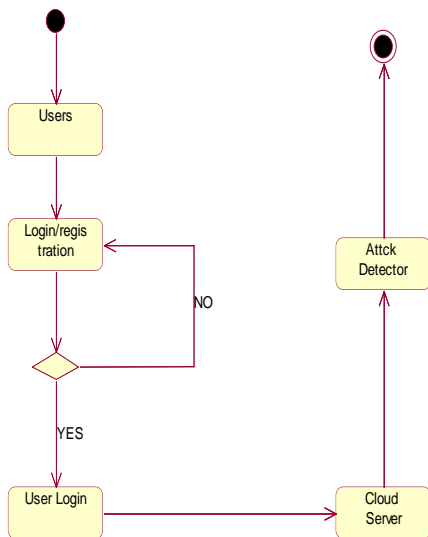 Users
Login/regis
tration
NO
YES
User Login
Cloud
Server
Attck
Detector